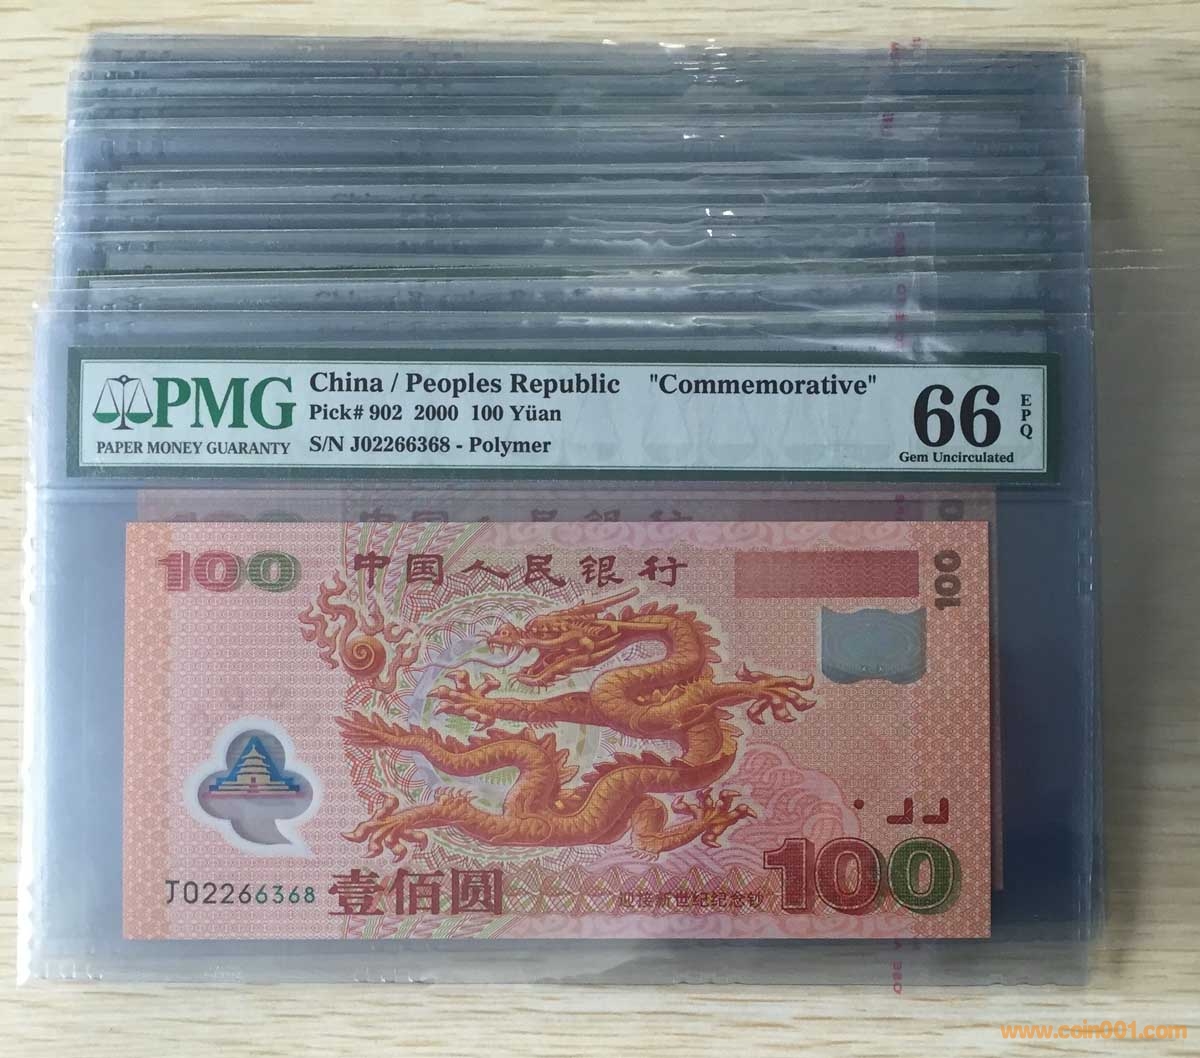 PMG
PAPER MONEY GUARANTY
China / Peoples Republic "Commemorative"
Pick# 902 2000 100 Yüan
S/N J02266368 - Polymer
66
EPQ
Gem Uncirculated
100
中国人民银行
100
J02266368
壹佰圆
迎接新世纪纪念钞
100
www.coin001.com